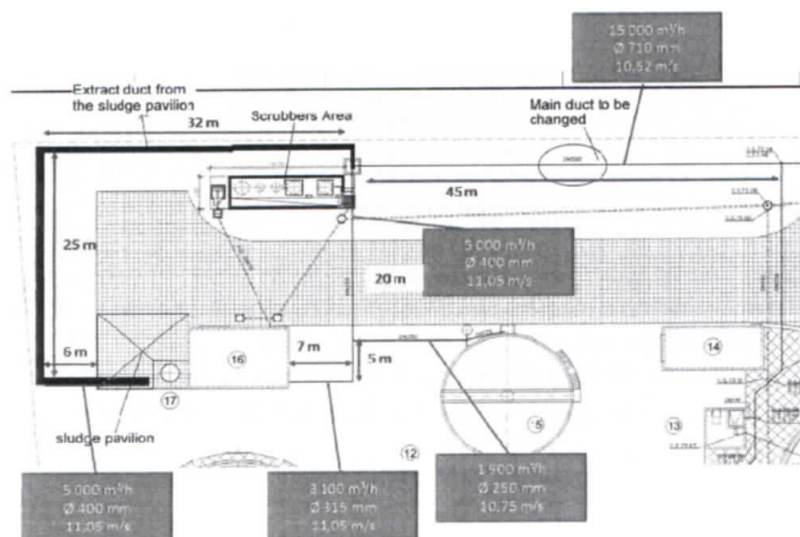 15 000 m³/h
Ø 710 mm
10,52 m/s
Extract duct from
the sludge pavilion
Scrubbers Area
Main duct to be
changed
32 m
45 m
25 m
5 000 m³/h
Ø 400 mm
11,05 m/s
20 m
6 m
16
7 m
5 m
14
17
15
13
sludge pavilion
12
5 000 m³/h
Ø 400 mm
11,05 m/s
3 100 m³/h
Ø 315 mm
11,05 m/s
1 900 m³/h
Ø 250 mm
10,75 m/s